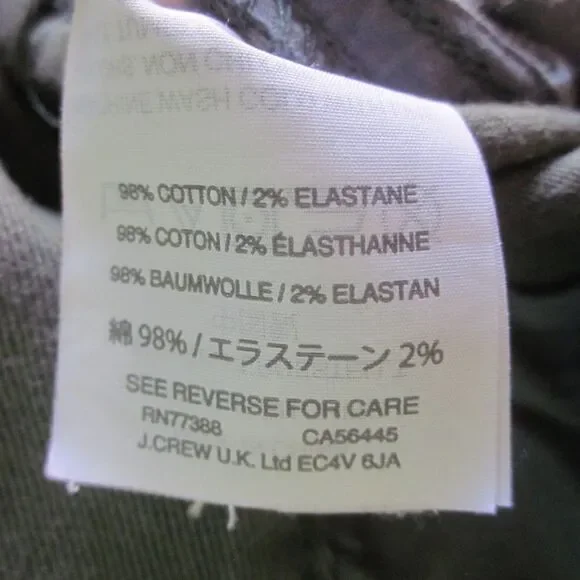 98% COTTON / 2% ELASTANE
98% COTON / 2% ÉLASTHANNE
98% BAUMWOLLE / 2% ELASTAN
綿 98% / エラステーン 2%
SEE REVERSE FOR CARE
RN77388 CA56445
J.CREW U.K. Ltd EC4V 6JA